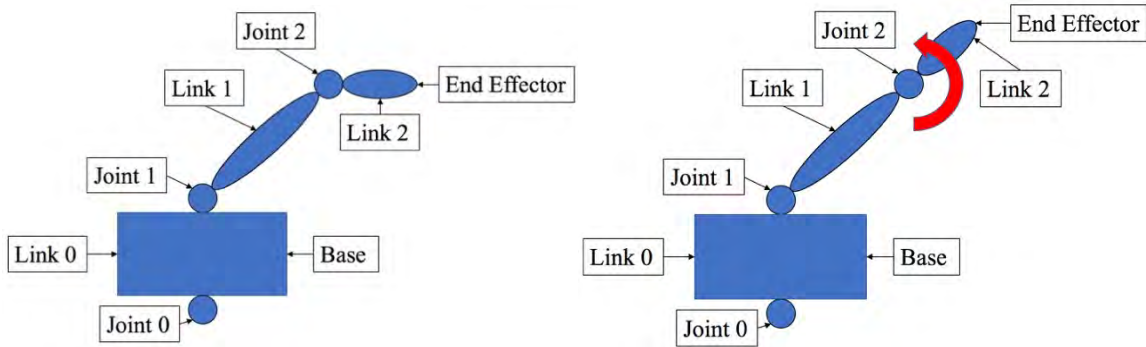 Joint 2
Link 1
End Effector
Link 2
Joint 1
Link 0
Base
Joint 0
Joint 2
End Effector
Link 1
Link 2
Joint 1
Link 0
Base
Joint 0